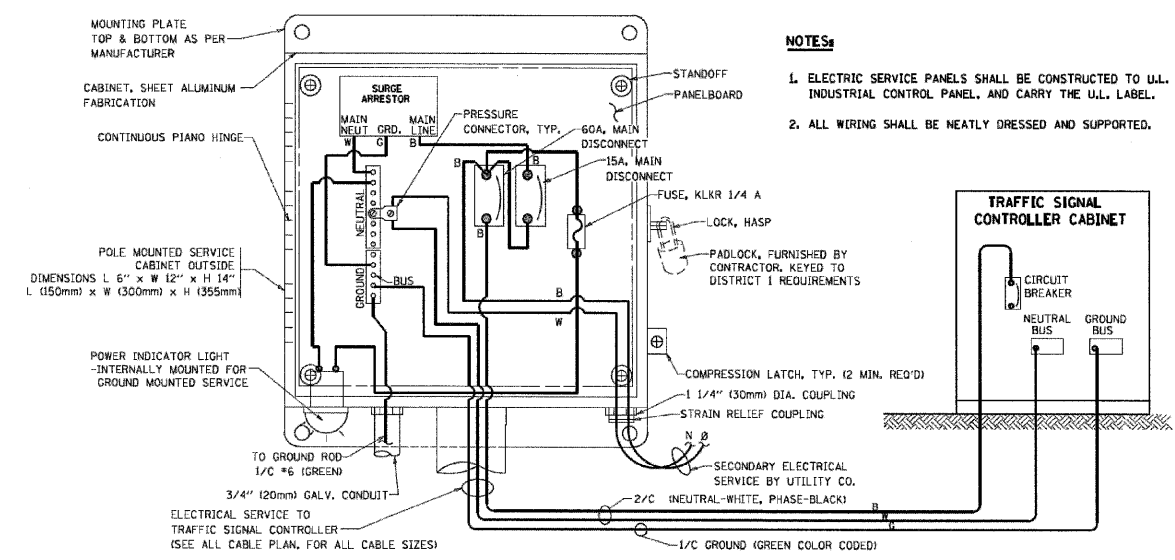 MOUNTING PLATE
TOP & BOTTOM AS PER
MANUFACTURER
CABINET, SHEET ALUMINUM
FABRICATION
CONTINUOUS PIANO HINGE
POLE MOUNTED SERVICE
CABINET OUTSIDE
DIMENSIONS L 6" x W 12" x H 14"
L (150mm) x W (300mm) x H (355mm)
POWER INDICATOR LIGHT
-INTERNALLY MOUNTED FOR
GROUND MOUNTED SERVICE
TO GROUND ROD
1/C #6 (GREEN)
3/4" (20mm) GALV. CONDUIT
ELECTRICAL SERVICE TO
TRAFFIC SIGNAL CONTROLLER
(SEE ALL CABLE PLAN, FOR ALL CABLE SIZES)
SURGE
ARRESTOR
MAIN
NEUT
GRD.
MAIN
LINE
W
G
B
NEUTRAL
GROUND
BUS
B
B
B
B
W
STANDOFF
PANELBOARD
PRESSURE
CONNECTOR, TYP.
60A, MAIN
DISCONNECT
15A, MAIN
DISCONNECT
FUSE, KLKR 1/4 A
LOCK, HASP
PADLOCK, FURNISHED BY
CONTRACTOR. KEYED TO
DISTRICT 1 REQUIREMENTS
COMPRESSION LATCH, TYP. (2 MIN. REQ'D)
1 1/4" (30mm) DIA. COUPLING
STRAIN RELIEF COUPLING
N Ø
SECONDARY ELECTRICAL
SERVICE BY UTILITY CO.
2/C (NEUTRAL-WHITE, PHASE-BLACK)
1/C GROUND (GREEN COLOR CODED)
B
W
G
NOTES:
1. ELECTRIC SERVICE PANELS SHALL BE CONSTRUCTED TO U.L.
INDUSTRIAL CONTROL PANEL, AND CARRY THE U.L. LABEL.
2. ALL WIRING SHALL BE NEATLY DRESSED AND SUPPORTED.
TRAFFIC SIGNAL
CONTROLLER CABINET
CIRCUIT
BREAKER
NEUTRAL
BUS
GROUND
BUS